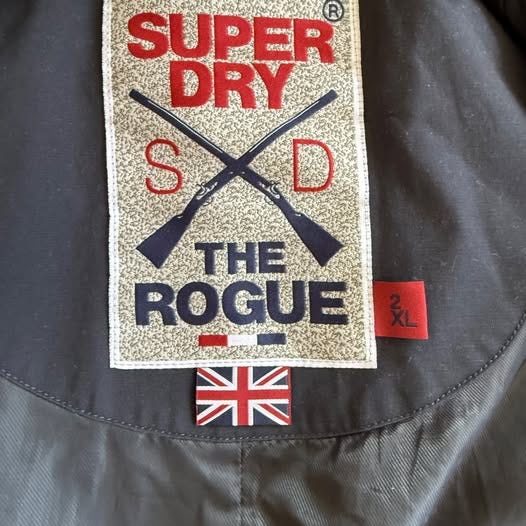 ®
SUPER
DRY
S D
THE
ROGUE
2
XL